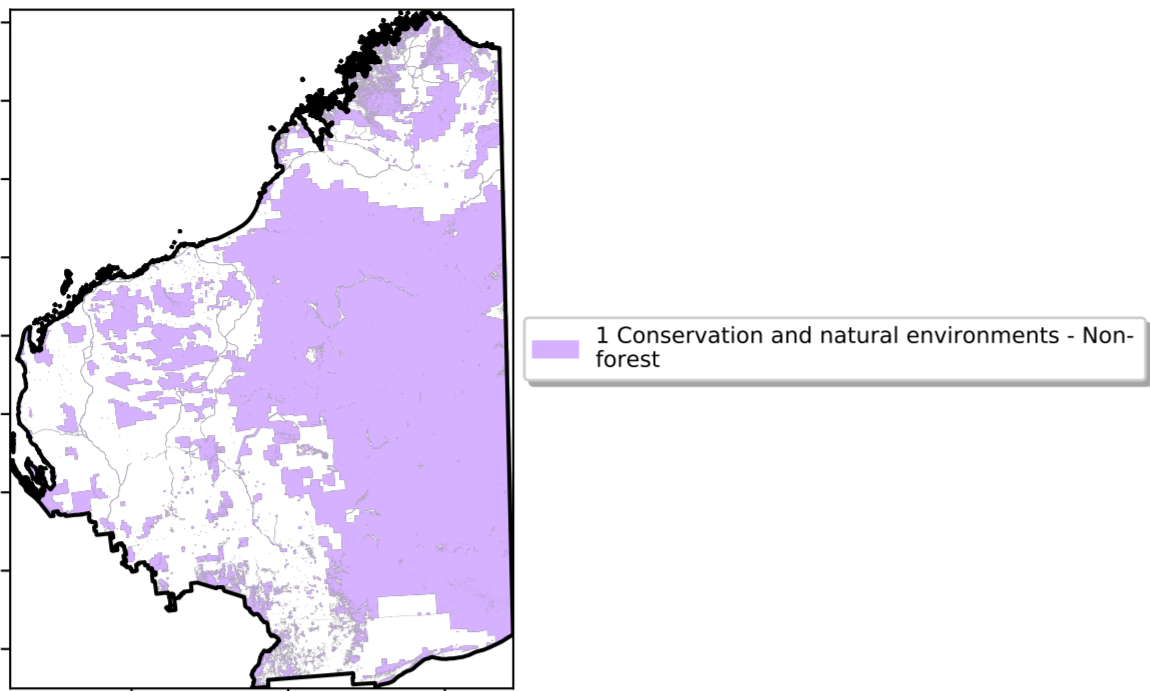 1 Conservation and natural environments - Non-
forest